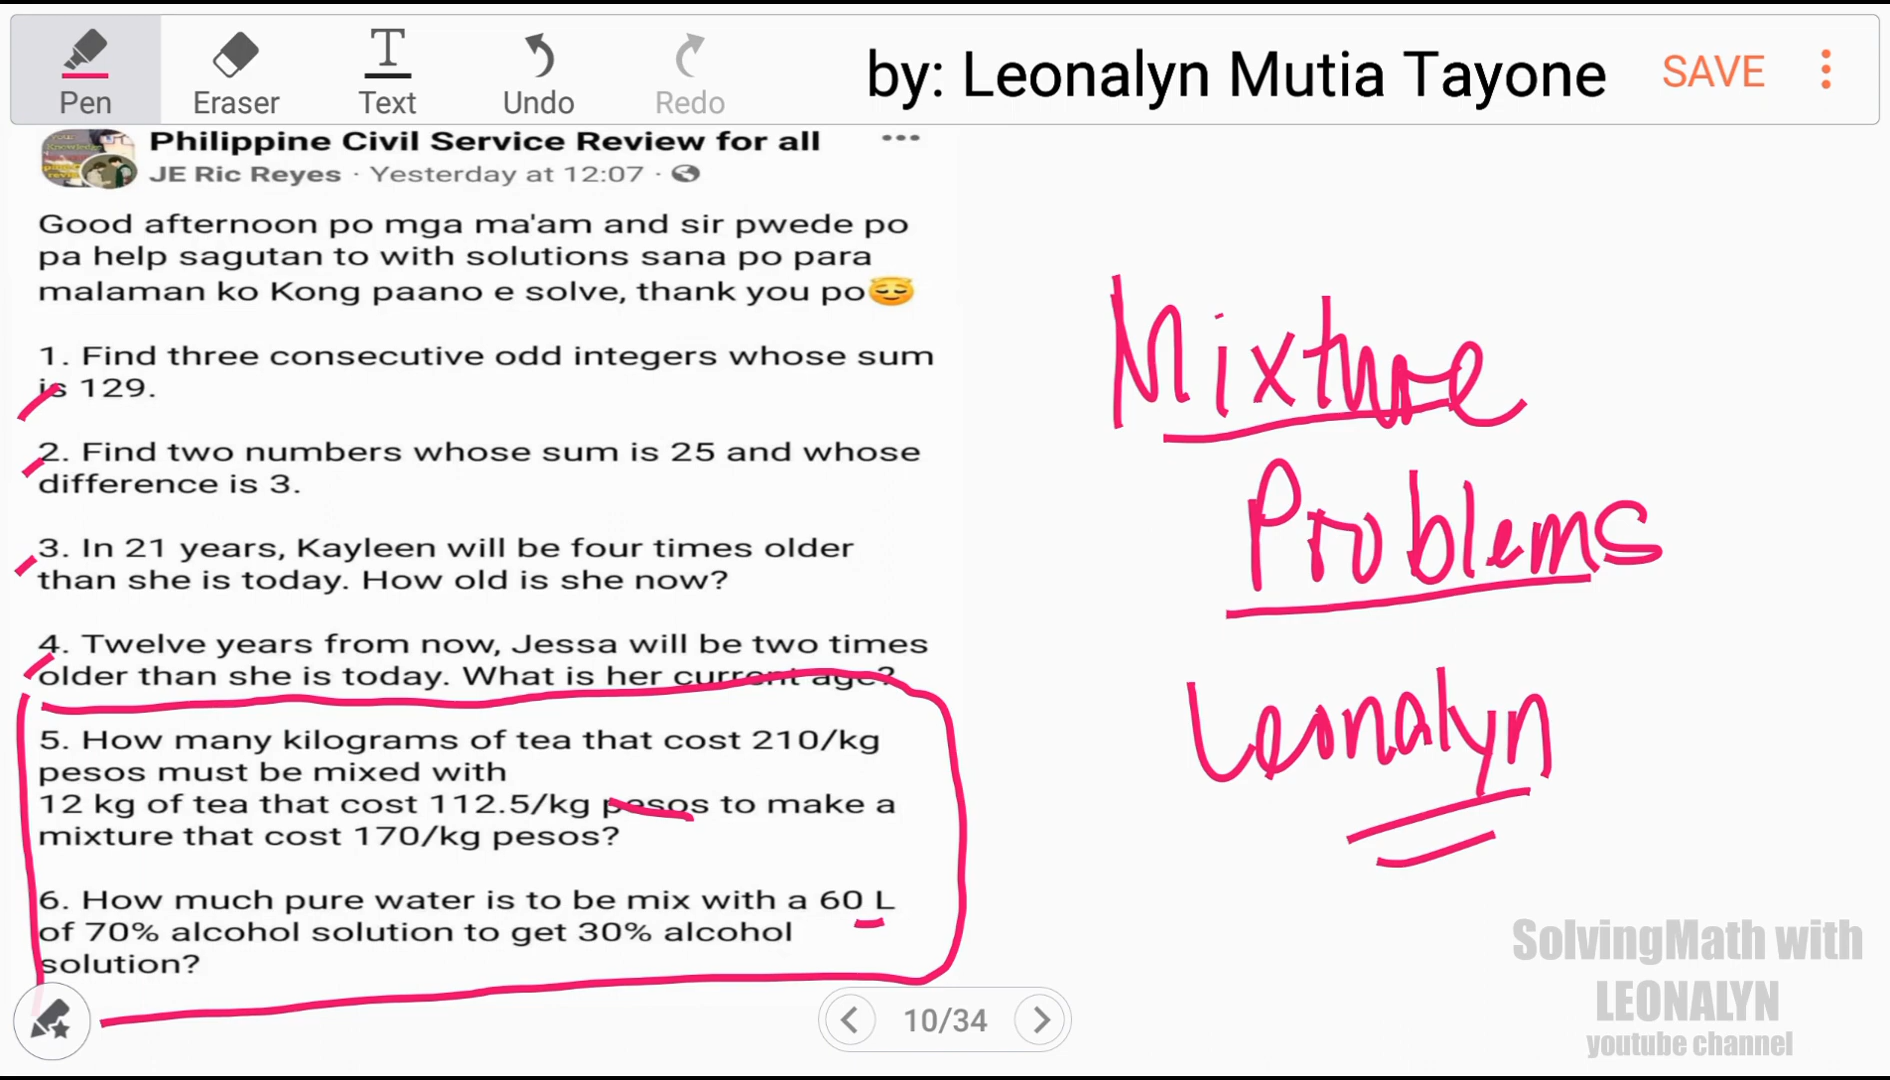 Pen
Eraser
Text
Undo
Redo
by: Leonalyn Mutia Tayone
SAVE
Philippine Civil Service Review for all
JE Ric Reyes · Yesterday at 12:07 ·
Good afternoon po mga ma'am and sir pwede po
pa help sagutan to with solutions sana po para
malaman ko Kong paano e solve, thank you po😇
1. Find three consecutive odd integers whose sum
is 129.
2. Find two numbers whose sum is 25 and whose
difference is 3.
3. In 21 years, Kayleen will be four times older
than she is today. How old is she now?
4. Twelve years from now, Jessa will be two times
older than she is today. What is her current age?
5. How many kilograms of tea that cost 210/kg
pesos must be mixed with
12 kg of tea that cost 112.5/kg pesos to make a
mixture that cost 170/kg pesos?
6. How much pure water is to be mix with a 60 L
of 70% alcohol solution to get 30% alcohol
solution?
Mixture
Problems
Leonalyn
10/34
SolvingMath with
LEONALYN
youtube channel